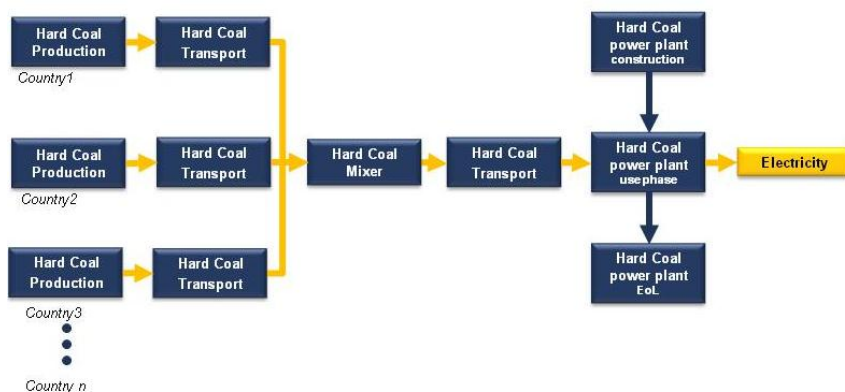 Hard Coal
Production
Hard Coal
Transport
Country1
Hard Coal
power plant
construction
Hard Coal
Production
Hard Coal
Transport
Hard Coal
Mixer
Hard Coal
Transport
Hard Coal
power plant
use phase
Electricity
Country2
Hard Coal
Production
Hard Coal
Transport
Hard Coal
power plant
EoL
Country3
Country n